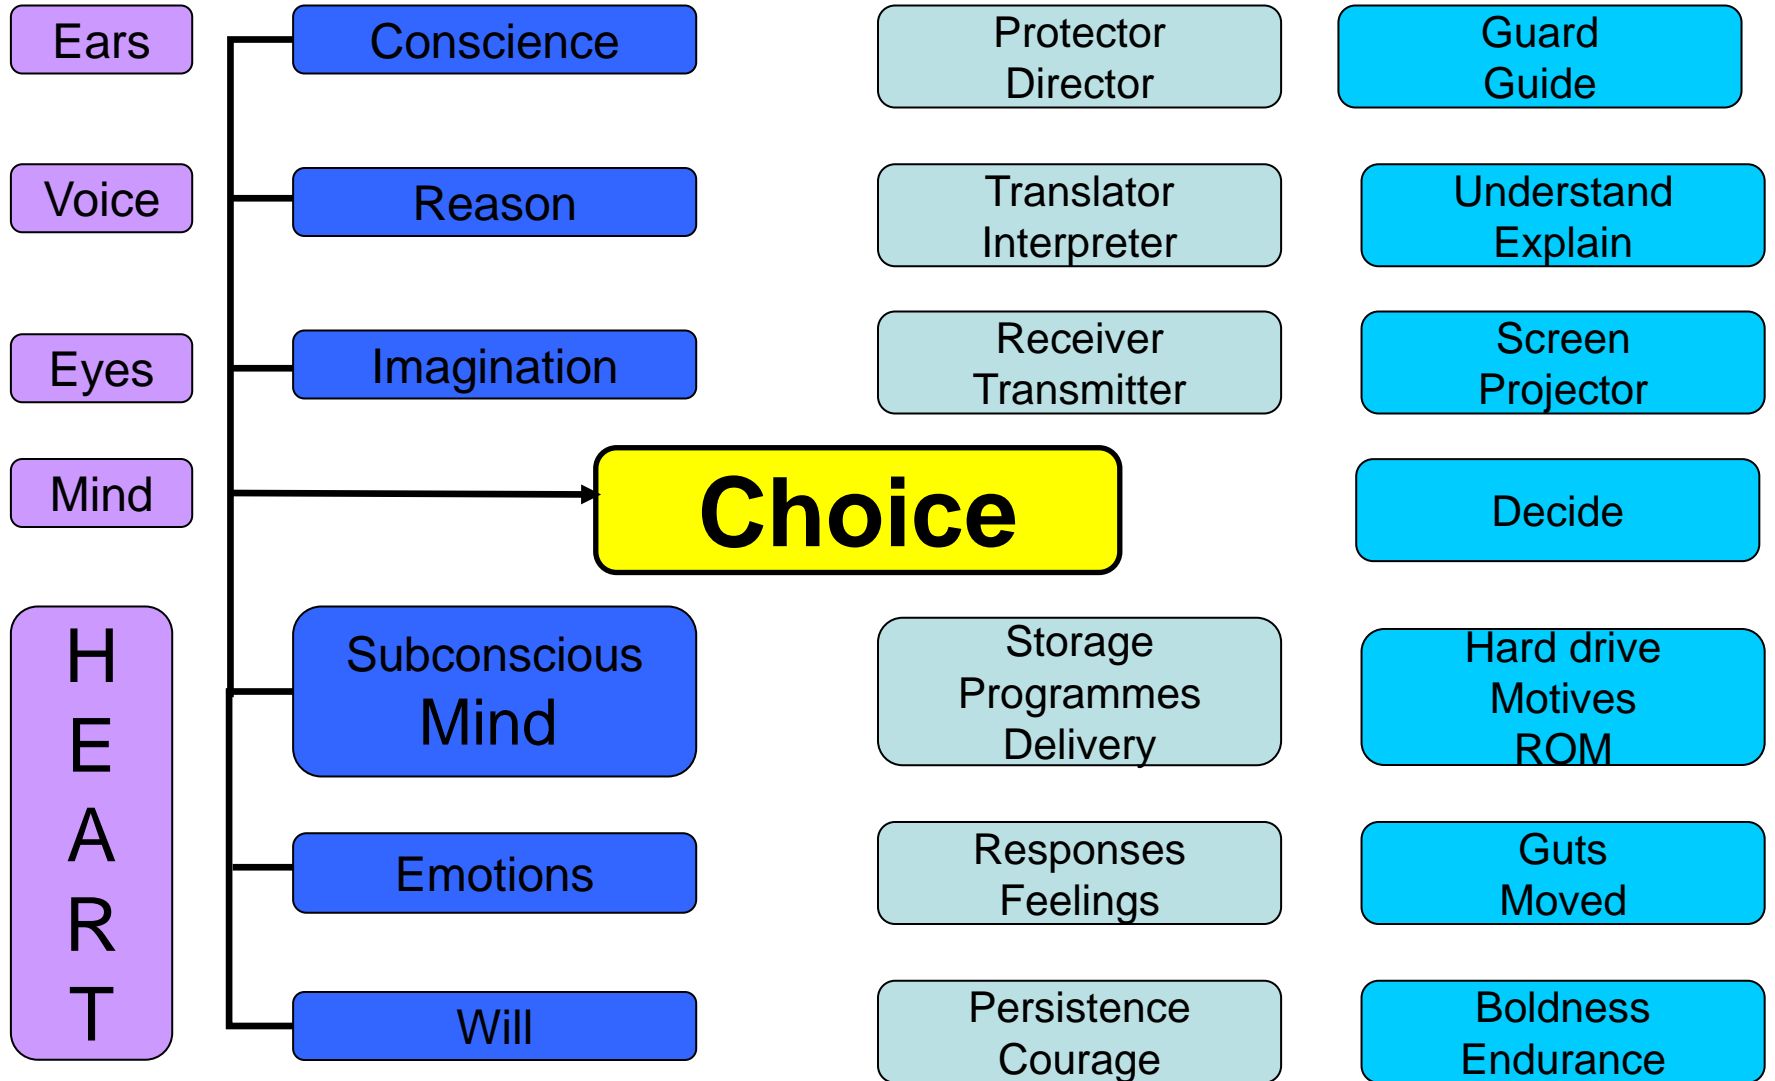 Ears
Conscience
Protector
Director
Guard
Guide
Voice
Reason
Translator
Interpreter
Understand
Explain
Eyes
Imagination
Receiver
Transmitter
Screen
Projector
Mind
Choice
Decide
H
E
A
R
T
Subconscious
Mind
Storage
Programmes
Delivery
Hard drive
Motives
ROM
Emotions
Responses
Feelings
Guts
Moved
Will
Persistence
Courage
Boldness
Endurance